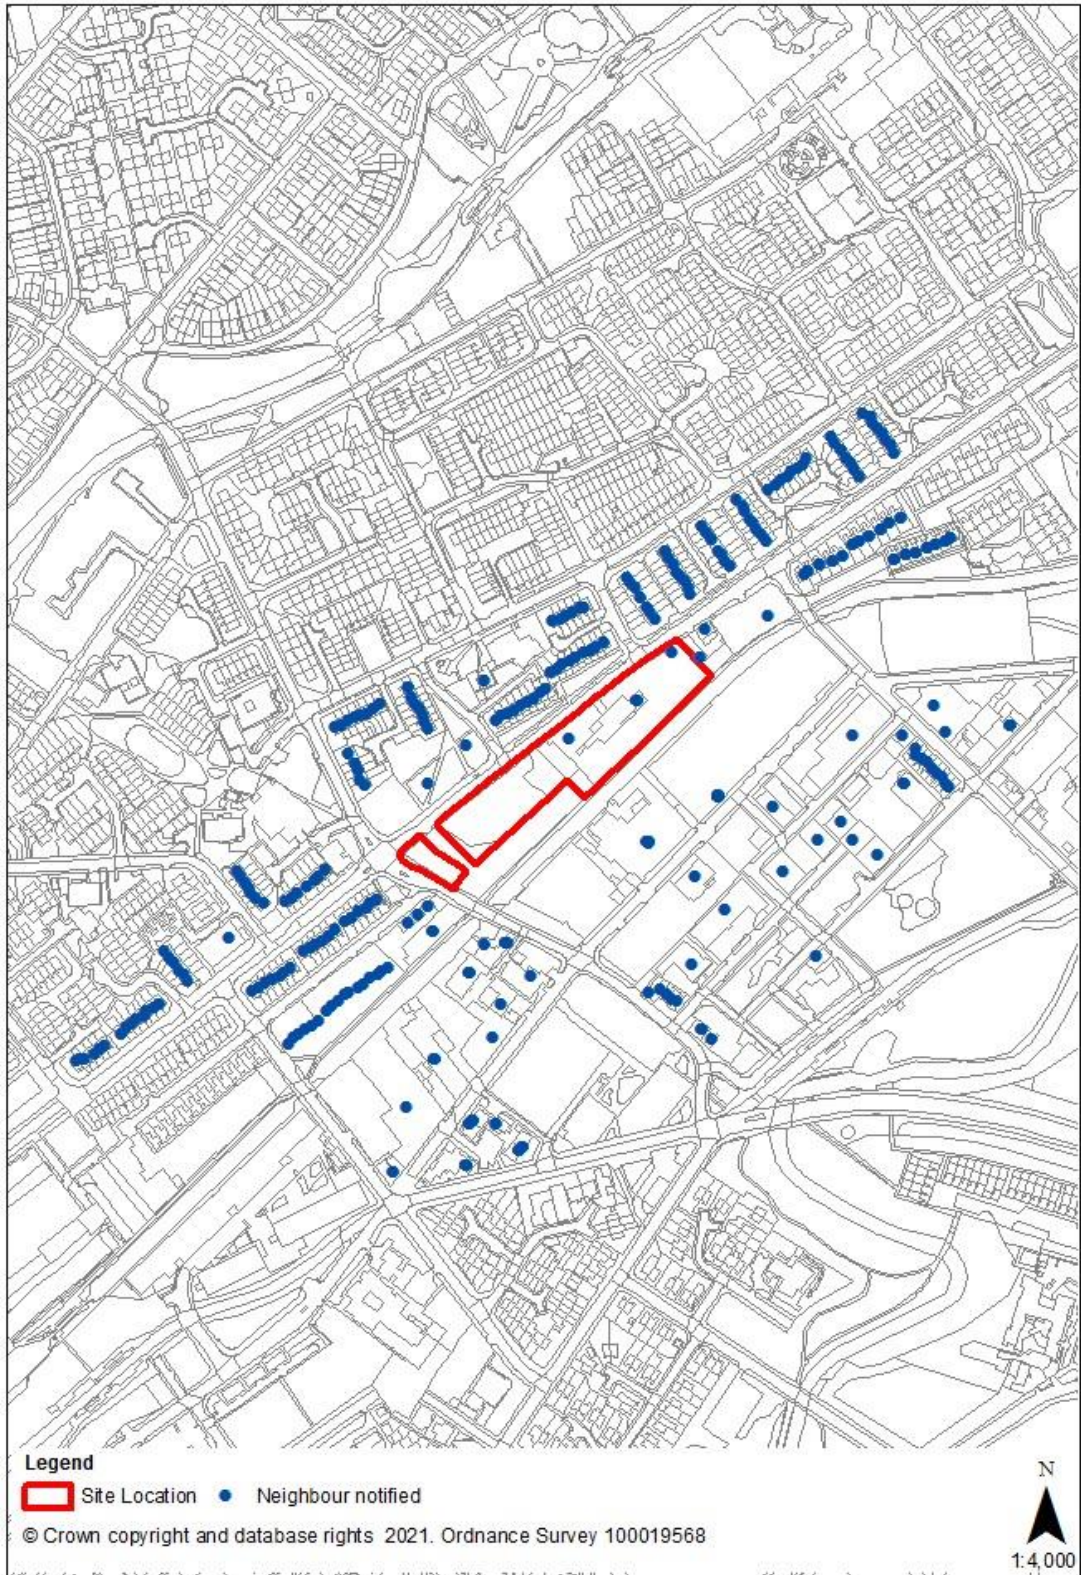 Legend
Site Location
Neighbour notified
© Crown copyright and database rights 2021. Ordnance Survey 100019568
N
1:4,000